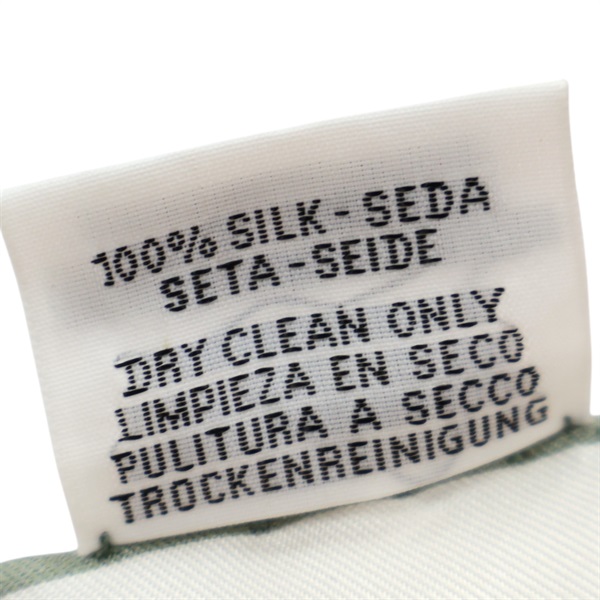 100% SILK - SEDA
SETA - SEIDE
DRY CLEAN ONLY
LIMPIEZA EN SECO
PULITURA A SECCO
TROCKENREINIGUNG